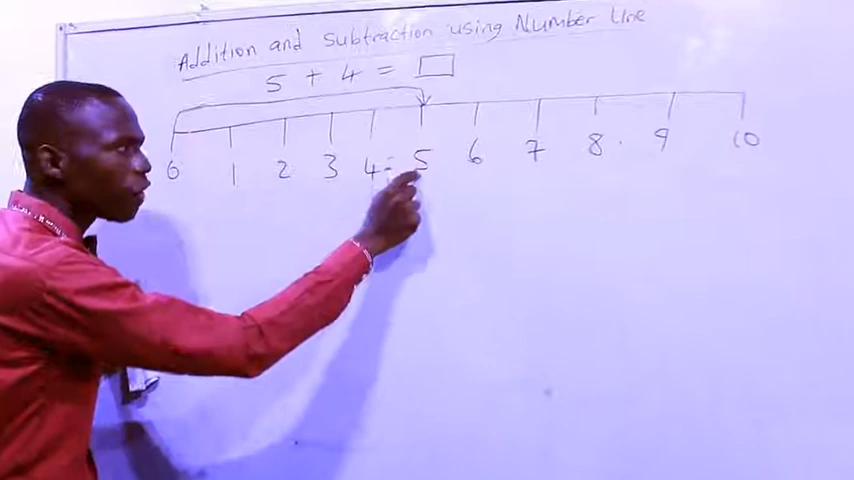 Addition and subtraction using Number Line
5 + 4 =
0 1 2 3 4 5 6 7 8 9 10